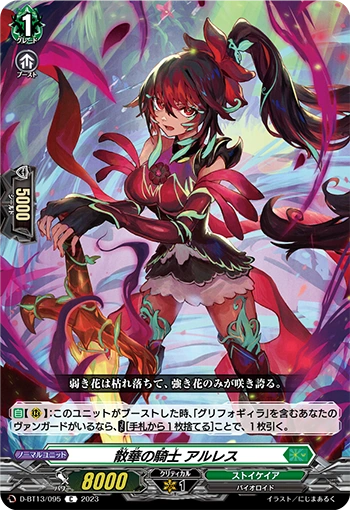 1
グレード
ブースト
5000
シールド
弱き花は枯れ落ちて、強き花のみが咲き誇る。
:このユニットがブーストした時、「グリフォギィラ」を含むあなたの
ヴァンガードがいるなら、[手札から1枚捨てる]ことで、1枚引く。
ノーマルユニット
散華の騎士 アルレス
パワー
8000
クリティカル
1
ストイケイア
バイオロイド
D-BT13/095 C 2023
イラスト/にじまあるく